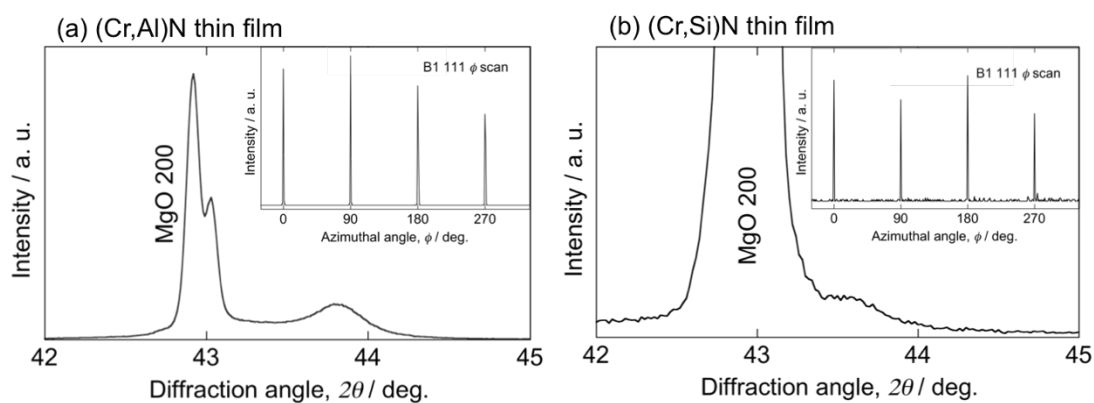 (a) (Cr,Al)N thin film
Intensity / a. u.
MgO 200
B1 111 ϕ scan
Intensity / a. u.
0 90 180 270
Azimuthal angle, ϕ / deg.
42 43 44 45
Diffraction angle, 2θ / deg.
(b) (Cr,Si)N thin film
Intensity / a. u.
MgO 200
B1 111 ϕ scan
Intensity / a. u.
0 90 180 270
Azimuthal angle, ϕ / deg.
42 43 44 45
Diffraction angle, 2θ / deg.